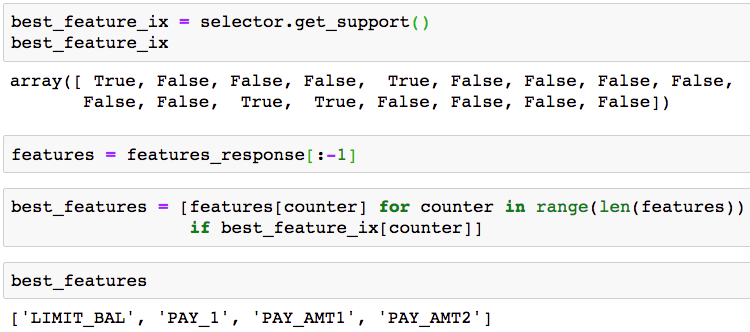 best_feature_ix = selector.get_support()
best_feature_ix
array([ True, False, False, False,  True, False, False, False, False,
       False, False,  True,  True, False, False, False, False])
features = features_response[:-1]
best_features = [features[counter] for counter in range(len(features))
                 if best_feature_ix[counter]]
best_features
['LIMIT_BAL', 'PAY_1', 'PAY_AMT1', 'PAY_AMT2']